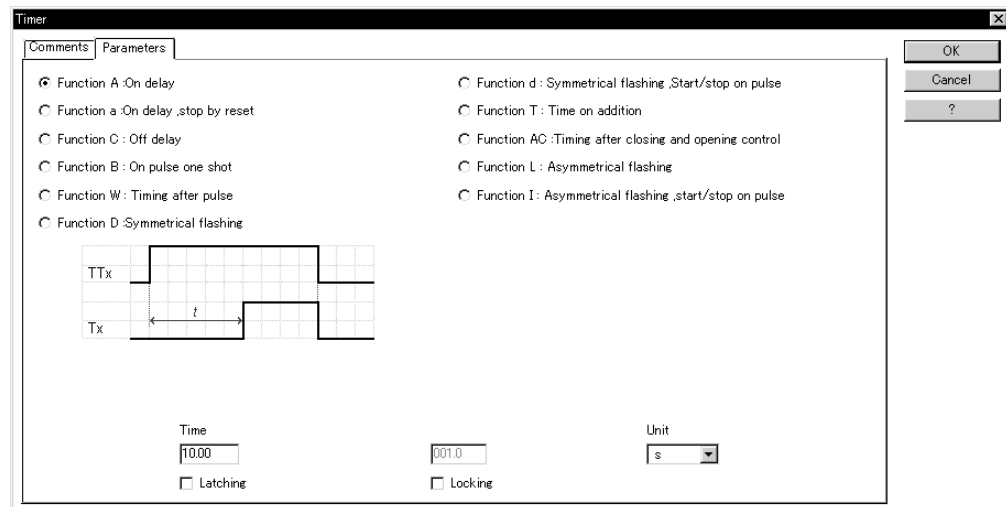 Timer
Comments Parameters
OK
Cancel
?
Function A :On delay
Function a :On delay ,stop by reset
Function C : Off delay
Function B : On pulse one shot
Function W : Timing after pulse
Function D :Symmetrical flashing
Function d : Symmetrical flashing ,Start/stop on pulse
Function T : Time on addition
Function AC :Timing after closing and opening control
Function L : Asymmetrical flashing
Function I : Asymmetrical flashing ,start/stop on pulse
TTx
t
Tx
Time
Unit
10.00
001.0
s
Latching
Locking